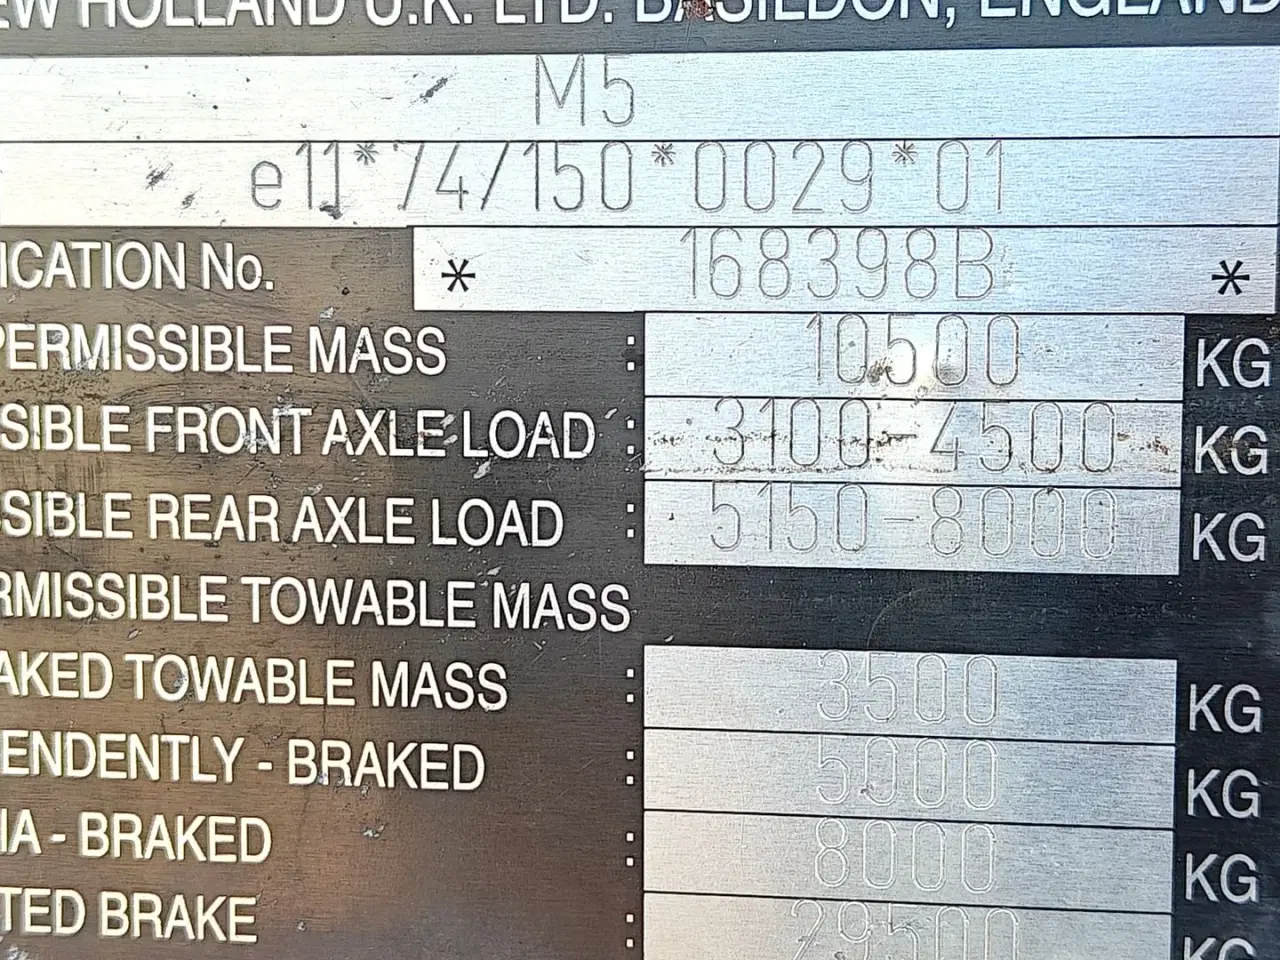 EW HOLLAND U.K. LTD. BASILDON, ENGLAND
M5
e11*74/150*0029*01
ICATION No. * 168398B *
PERMISSIBLE MASS : 10500 KG
SIBLE FRONT AXLE LOAD : 3100-4500 KG
SSIBLE REAR AXLE LOAD : 5150-8000 KG
RMISSIBLE TOWABLE MASS
AKED TOWABLE MASS : 3500 KG
ENDENTLY - BRAKED : 5000 KG
IA - BRAKED : 8000 KG
TED BRAKE : 29500 KG